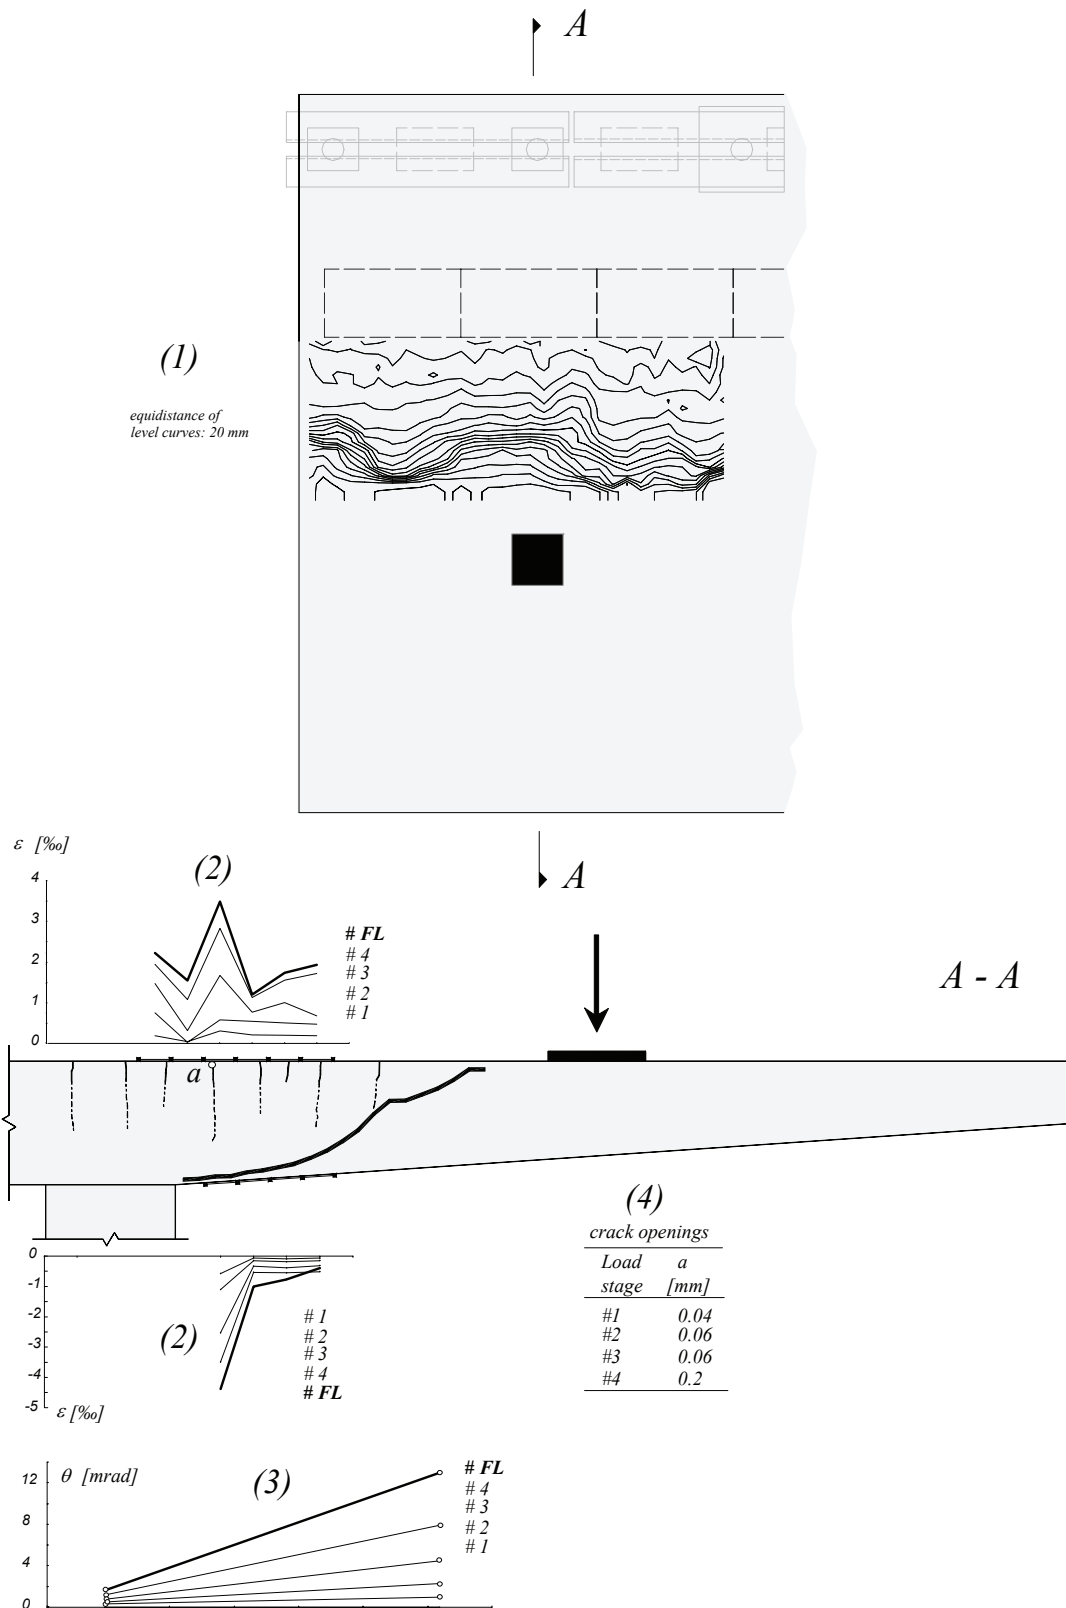 A
(1)
equidistance of
level curves: 20 mm
A
ε [‰]
(2)
4
3
2
1
0
# FL
# 4
# 3
# 2
# 1
A - A
a
(4)
crack openings
Load a
stage [mm]
#1 0.04
#2 0.06
#3 0.06
#4 0.2
0
-1
-2
-3
-4
-5
ε [‰]
(2)
# 1
# 2
# 3
# 4
# FL
θ [mrad]
(3)
12
8
4
0
# FL
# 4
# 3
# 2
# 1